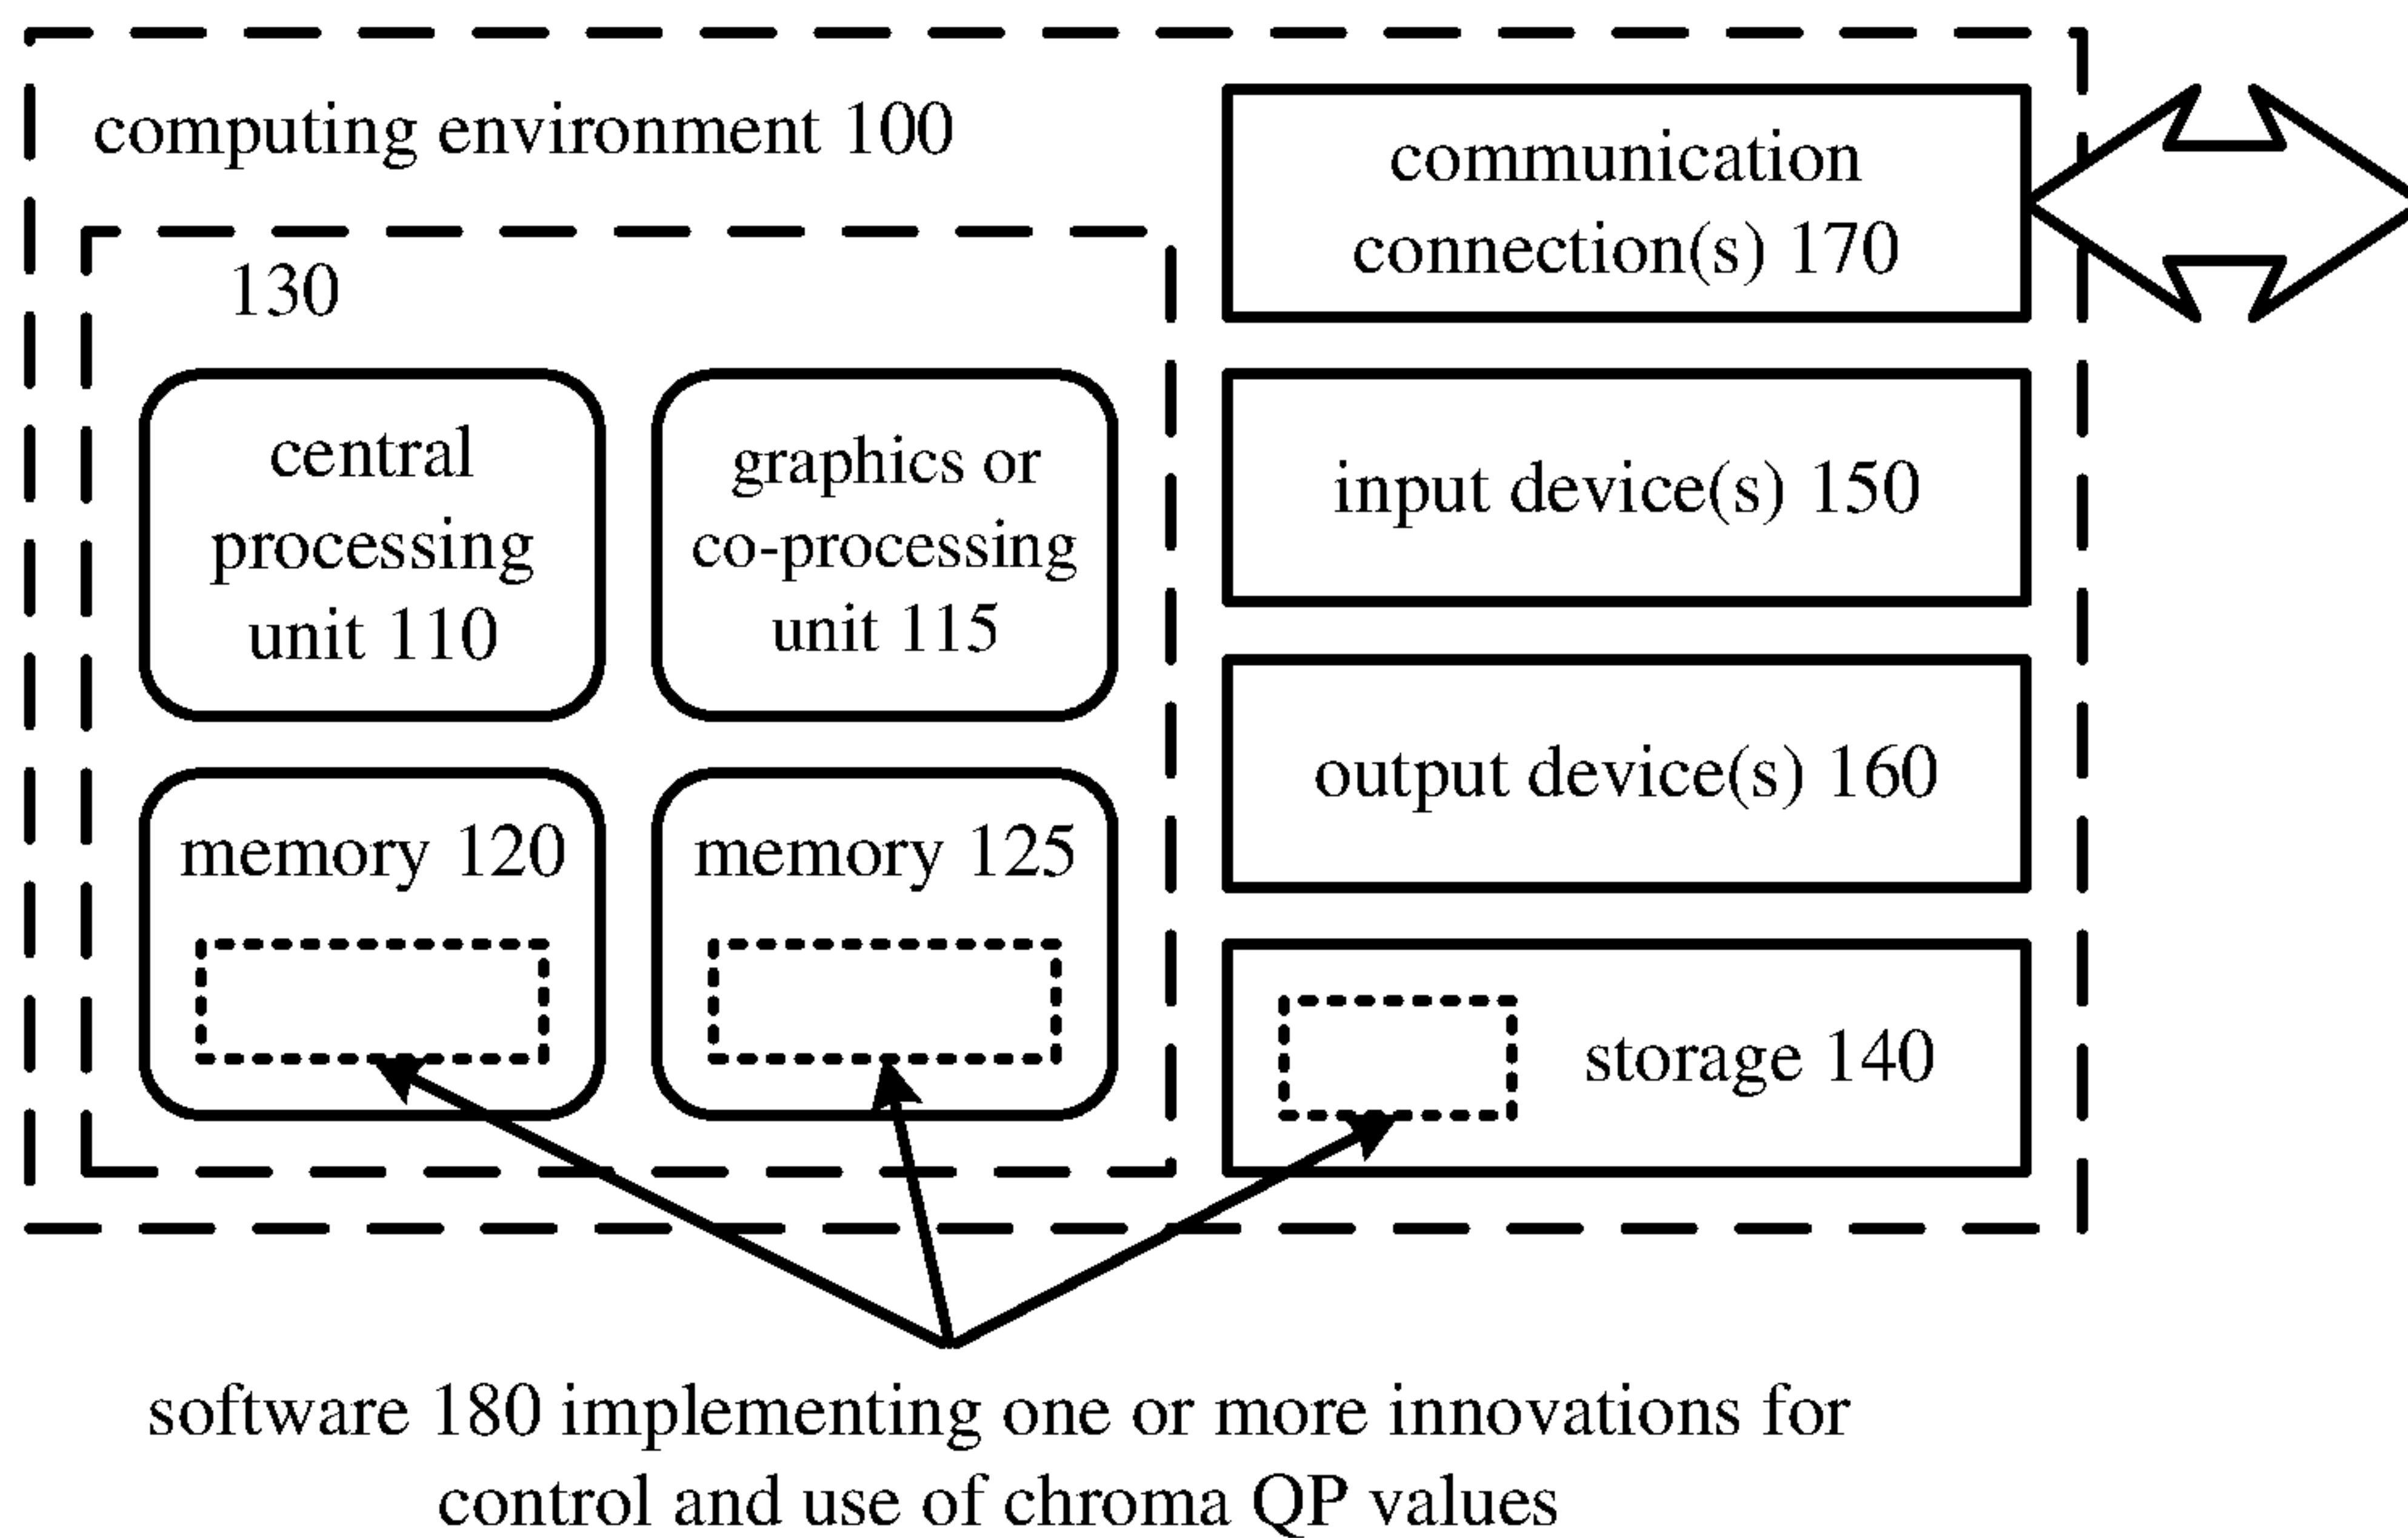 computing environment 100
130
central
processing
unit 110
graphics or
co-processing
unit 115
memory 120
memory 125
communication
connection(s) 170
input device(s) 150
output device(s) 160
storage 140
software 180 implementing one or more innovations for
control and use of chroma QP values